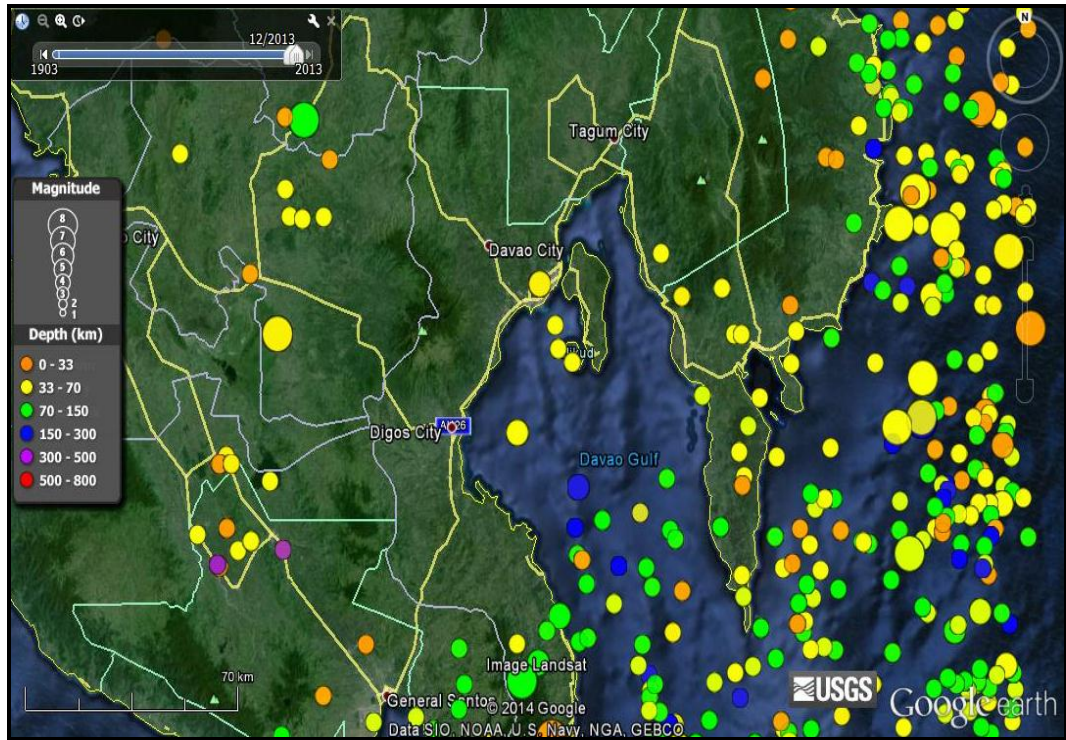 12/2013
1903 2013
N
Tagum City
Magnitude
8
7
6
5
4
3
2
1
City
Davao City
Depth (km)
0 - 33
33 - 70
70 - 150
150 - 300
300 - 500
500 - 800
Digos City
26
Davao Gulf
70 km
Image Landsat
USGS
General Santos
© 2014 Google
Google earth
Data SIO, NOAA, U.S. Navy, NGA, GEBCO